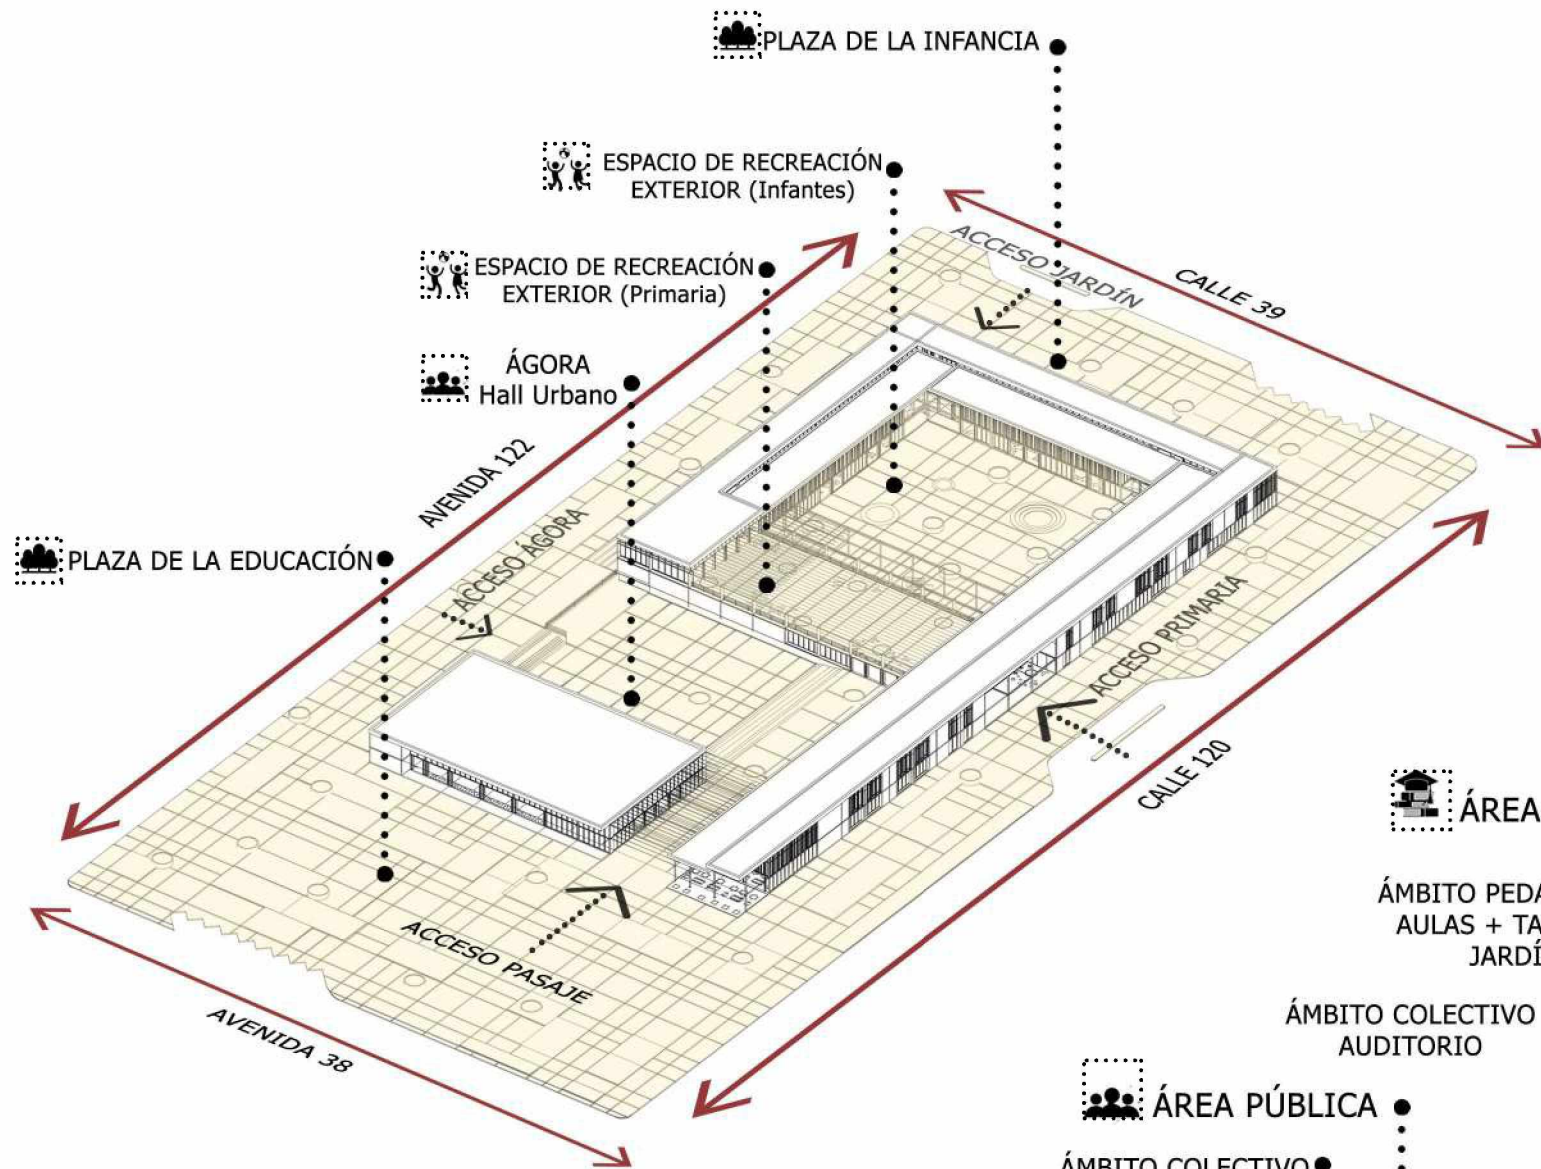 PLAZA DE LA INFANCIA
ESPACIO DE RECREACIÓN
EXTERIOR (Infantes)
ACCESO JARDÍN
CALLE 39
ESPACIO DE RECREACIÓN
EXTERIOR (Primaria)
ÁGORA
Hall Urbano
AVENIDA 122
ACCESO ÁGORA
PLAZA DE LA EDUCACIÓN
ACCESO PRIMARIA
CALLE 120
ACCESO PASAJE
AVENIDA 38
ÁREA
ÁMBITO PEDA
AULAS + TA
JARDÍ
ÁMBITO COLECTIVO
AUDITORIO
ÁREA PÚBLICA
ÁMBITO COLECTIVO